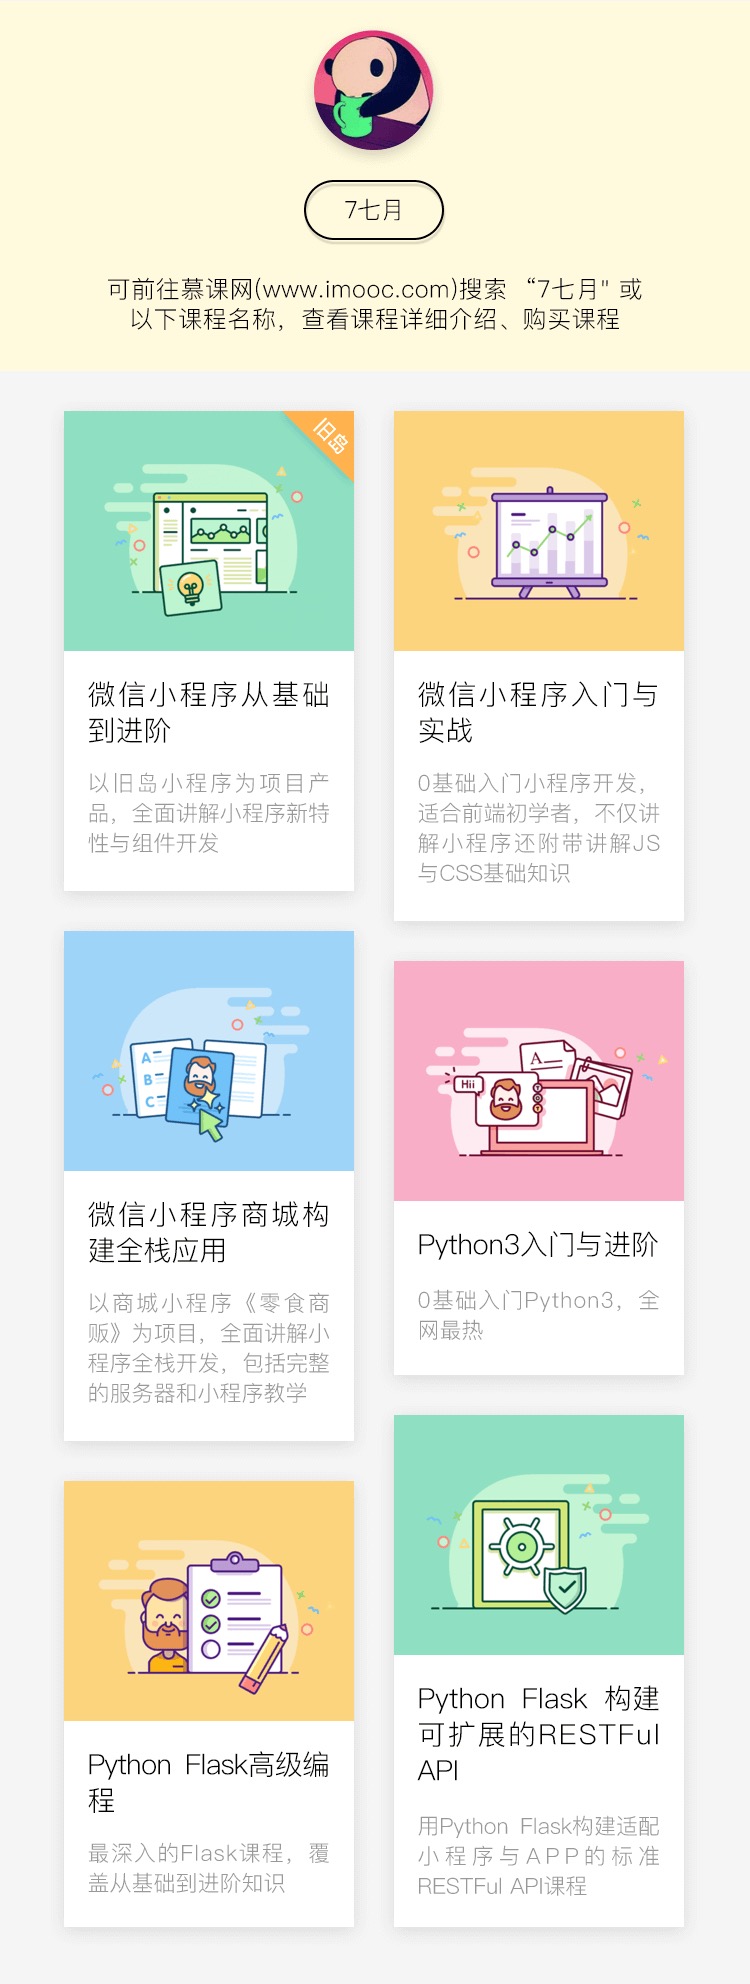 7七月
可前往慕课网(www.imooc.com)搜索 “7七月" 或
以下课程名称，查看课程详细介绍、购买课程
旧岛
微信小程序从基础
到进阶
以旧岛小程序为项目产
品，全面讲解小程序新特
性与组件开发
微信小程序入门与
实战
0基础入门小程序开发，
适合前端初学者，不仅讲
解小程序还附带讲解JS
与CSS基础知识
A
B
C
微信小程序商城构
建全栈应用
以商城小程序《零食商
贩》为项目，全面讲解小
程序全栈开发，包括完整
的服务器和小程序教学
Hii
A
Python3入门与进阶
0基础入门Python3，全
网最热
Python Flask高级编
程
最深入的Flask课程，覆
盖从基础到进阶知识
Python Flask 构建
可扩展的RESTFul
API
用Python Flask构建适配
小程序与APP的标准
RESTFul API课程